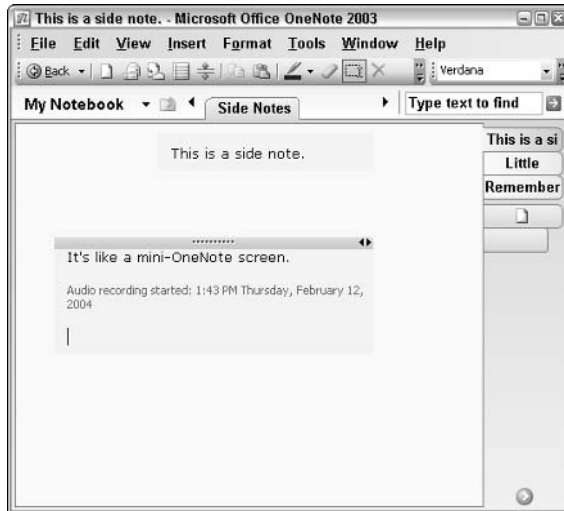 This is a side note. - Microsoft Office OneNote 2003
File Edit View Insert Format Tools Window Help
Back Verdana
My Notebook Side Notes Type text to find
This is a side note.
This is a si
Little
Remember
It's like a mini-OneNote screen.
Audio recording started: 1:43 PM Thursday, February 12,
2004